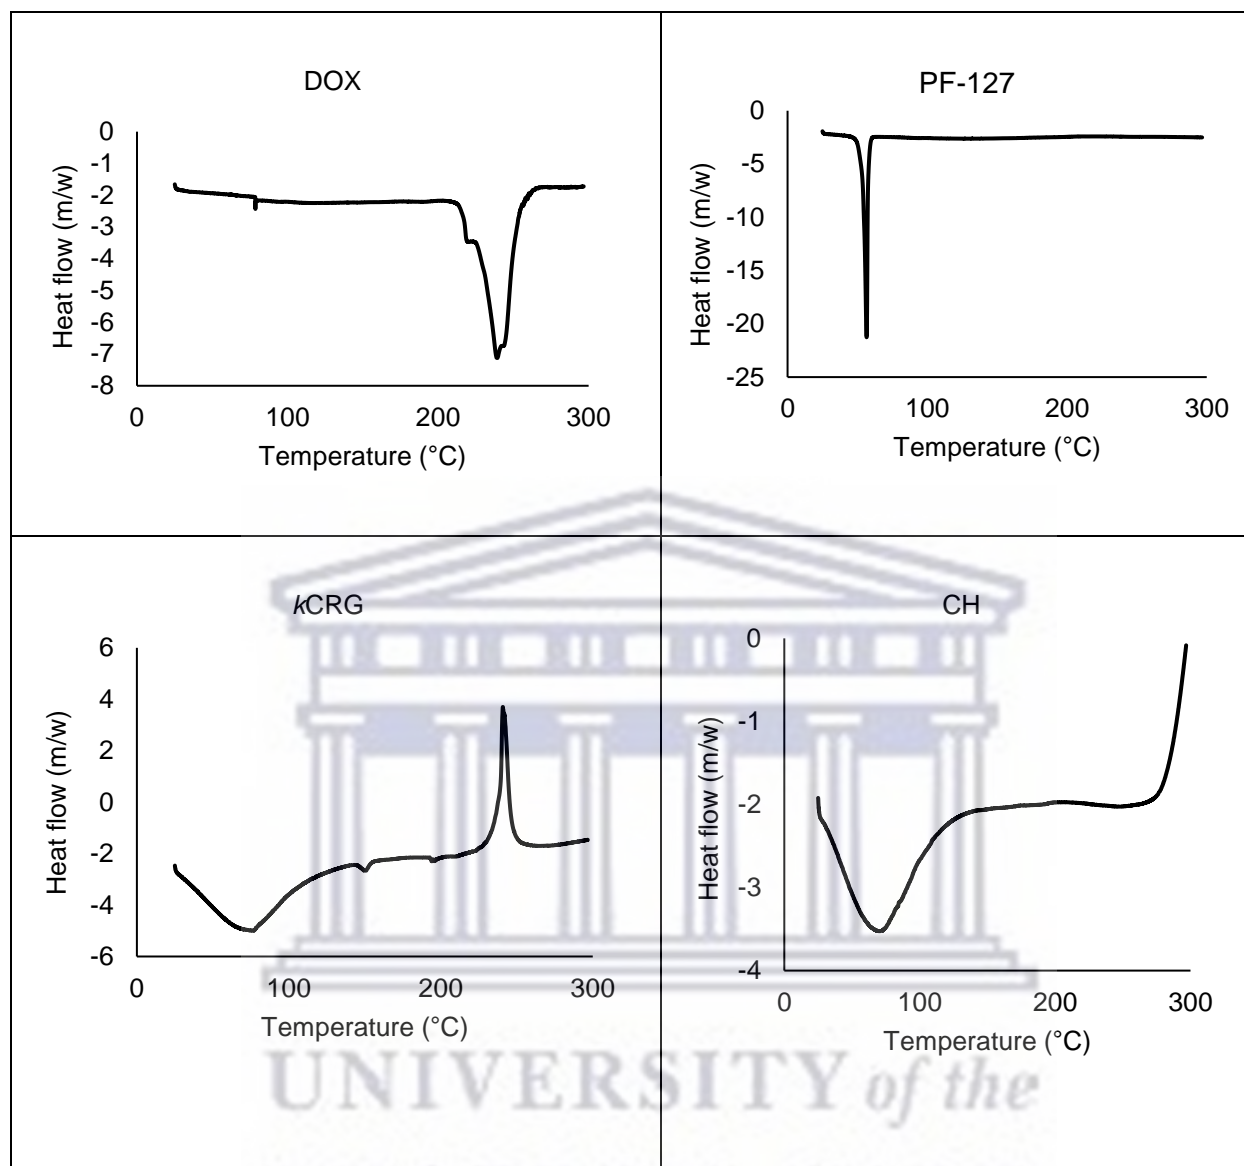 DOX
0
-1
-2
-3
-4
-5
-6
-7
-8
Heat flow (m/w)
0 100 200 300
Temperature (°C)
PF-127
0
-5
-10
-15
-20
-25
Heat flow (m/w)
0 100 200 300
Temperature (°C)
kCRG
6
4
2
0
-2
-4
-6
Heat flow (m/w)
0 100 200 300
Temperature (°C)
CH
0
-1
-2
-3
-4
Heat flow (m/w)
0 100 200 300
Temperature (°C)
UNIVERSITY of the